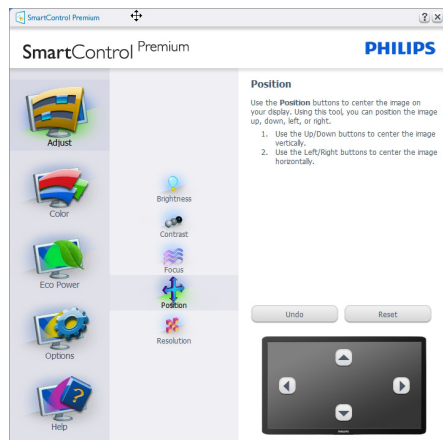 SmartControl Premium
SmartControl Premium
PHILIPS
Adjust
Color
Eco Power
Options
Help
Brightness
Contrast
Focus
Position
Resolution
Position
Use the Position buttons to center the image on
your display. Using this tool, you can position the image
up, down, left, or right.
1. Use the Up/Down buttons to center the image
vertically.
2. Use the Left/Right buttons to center the image
horizontally.
Undo
Reset
PHILIPS